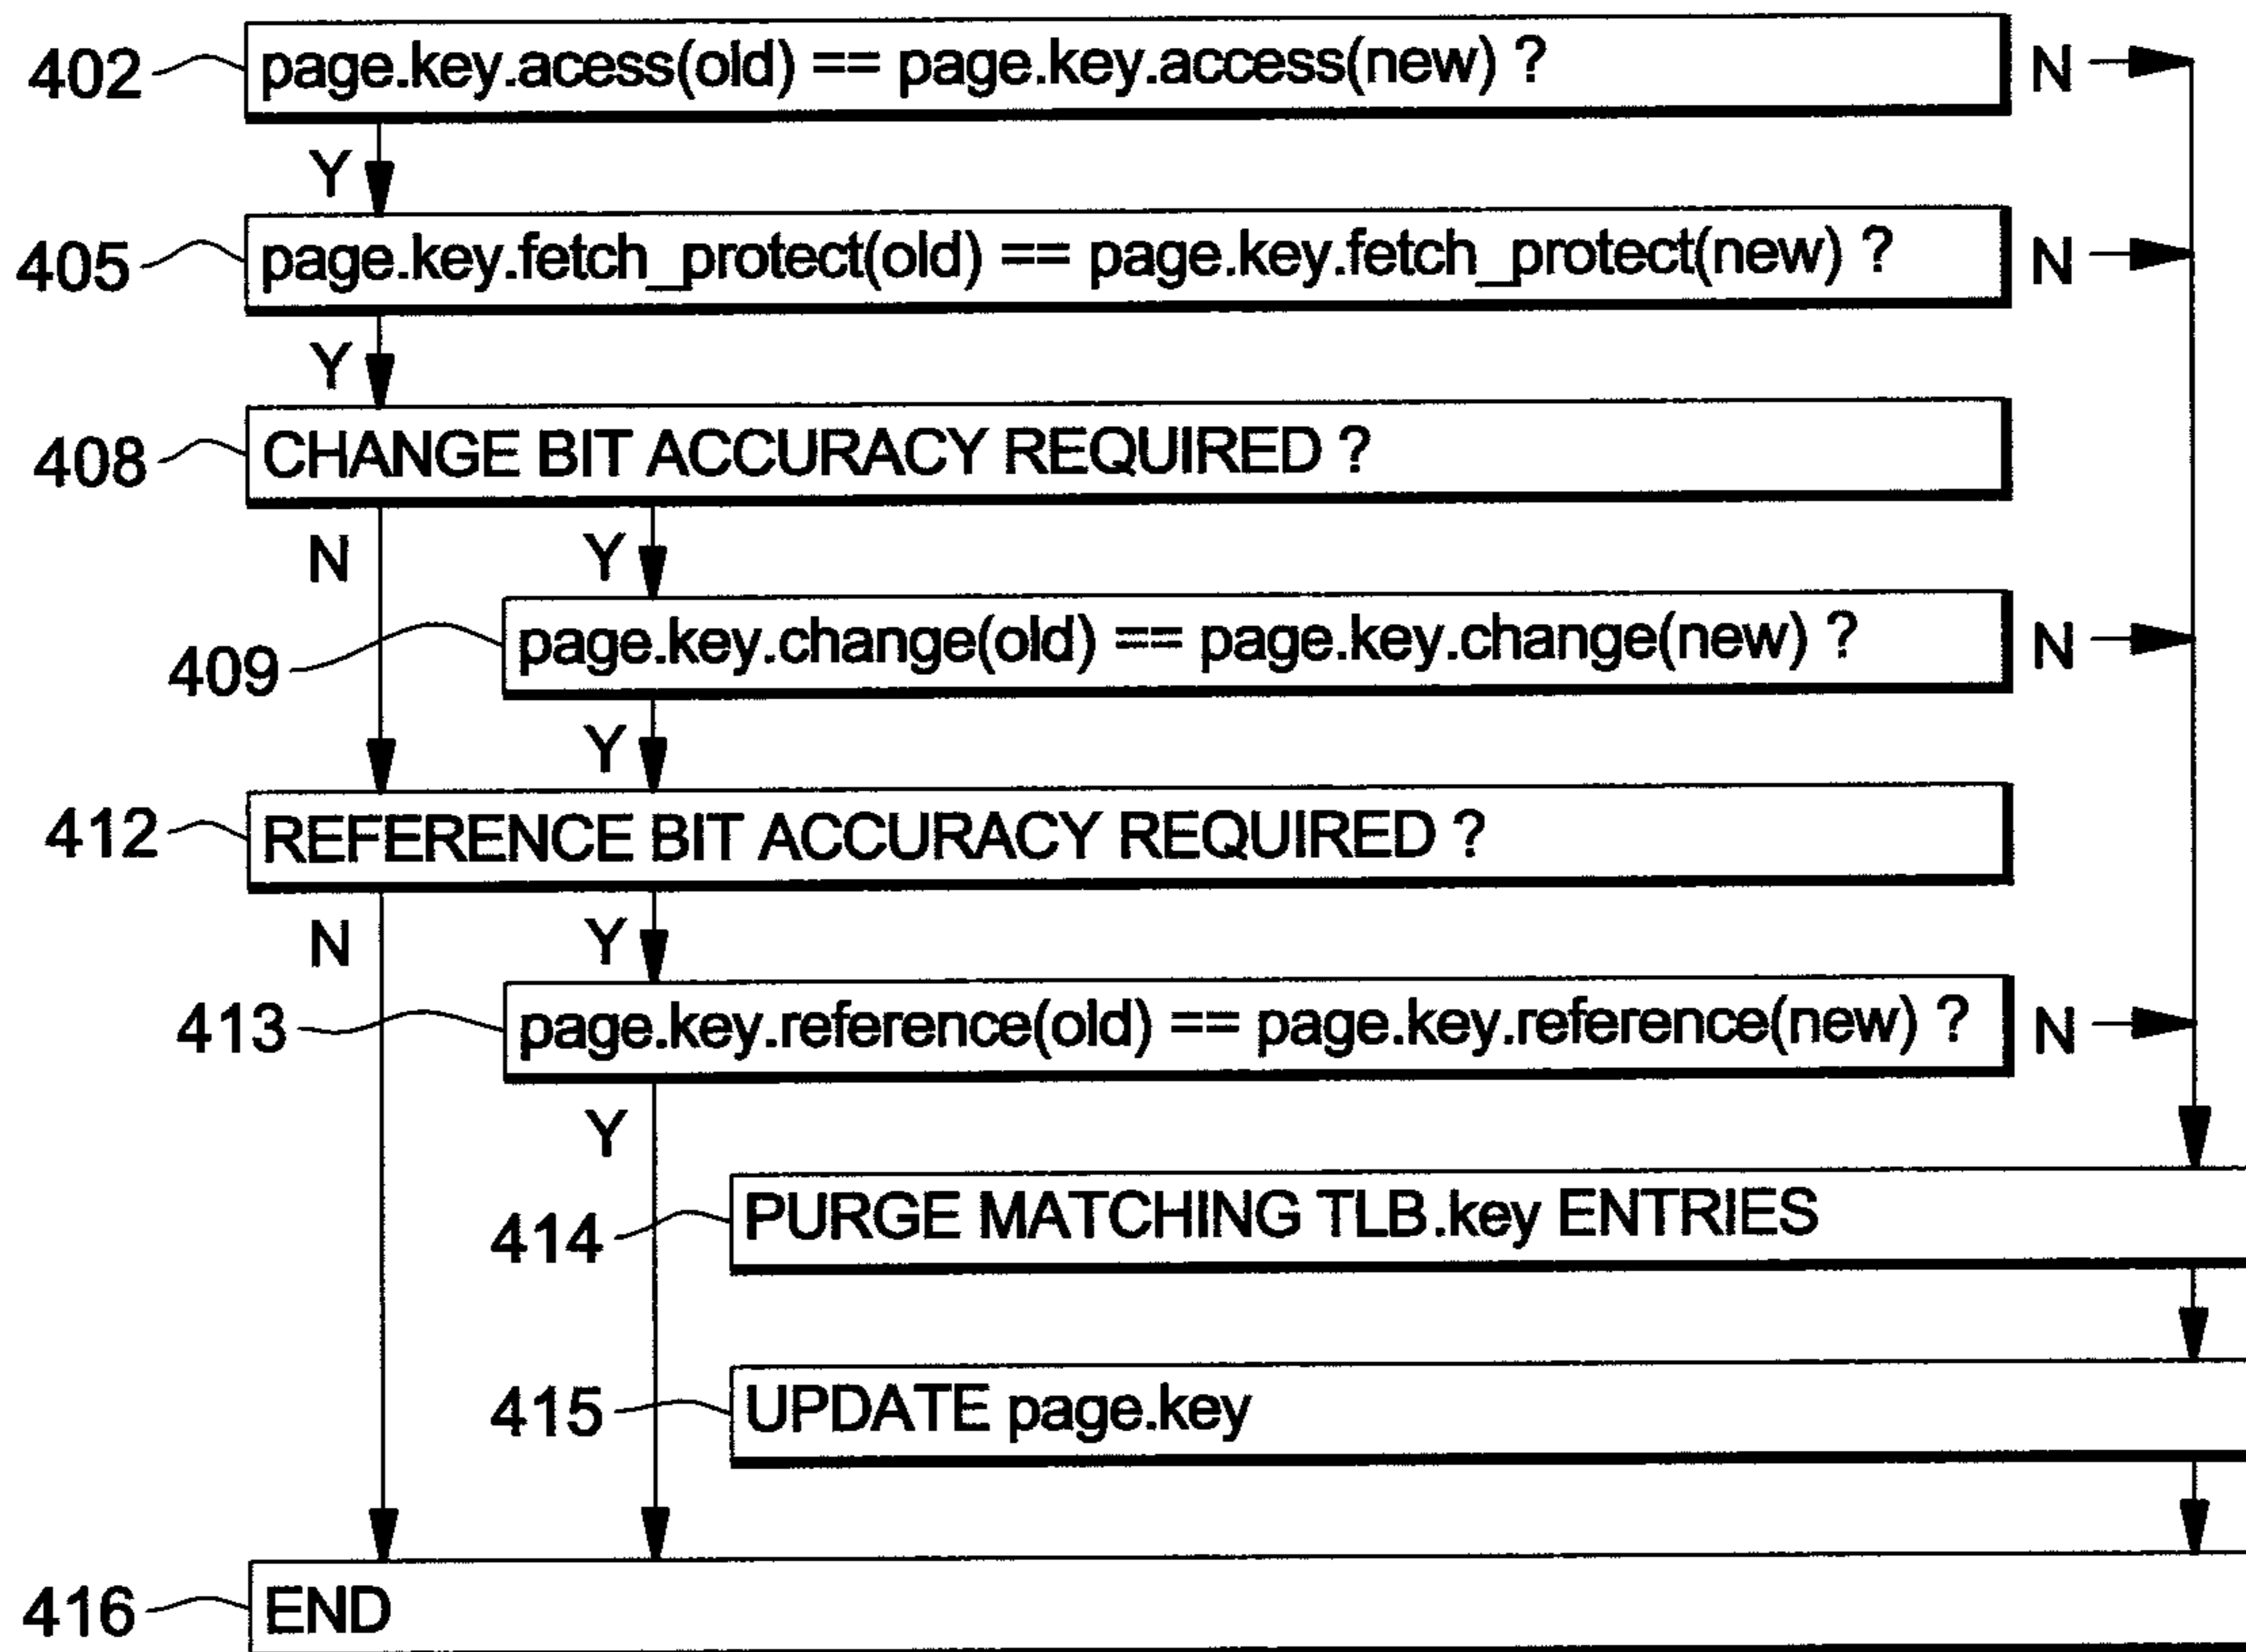 402 page.key.acess(old) == page.key.access(new) ? N
Y
405 page.key.fetch_protect(old) == page.key.fetch_protect(new) ? N
Y
408 CHANGE BIT ACCURACY REQUIRED ?
N Y
409 page.key.change(old) == page.key.change(new) ? N
Y
412 REFERENCE BIT ACCURACY REQUIRED ?
N Y
413 page.key.reference(old) == page.key.reference(new) ? N
Y
414 PURGE MATCHING TLB.key ENTRIES
415 UPDATE page.key
416 END